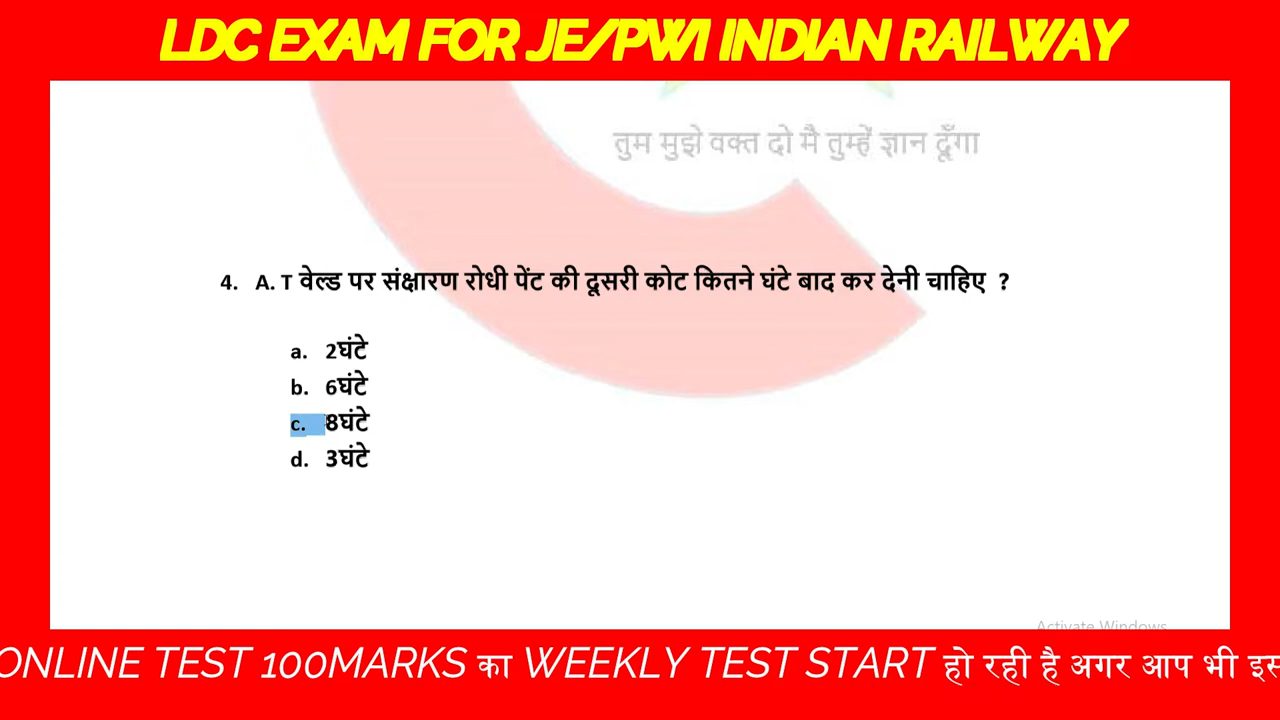 LDC EXAM FOR JE/PWI INDIAN RAILWAY
तुम मुझे वक्त दो मै तुम्हें ज्ञान दूँगा
4. A. T वेल्ड पर संक्षारण रोधी पेंट की दूसरी कोट कितने घंटे बाद कर देनी चाहिए ?
a. 2घंटे
b. 6घंटे
c. 8घंटे
d. 3घंटे
Activate Windows
ONLINE TEST 100MARKS का WEEKLY TEST START हो रही है अगर आप भी इस